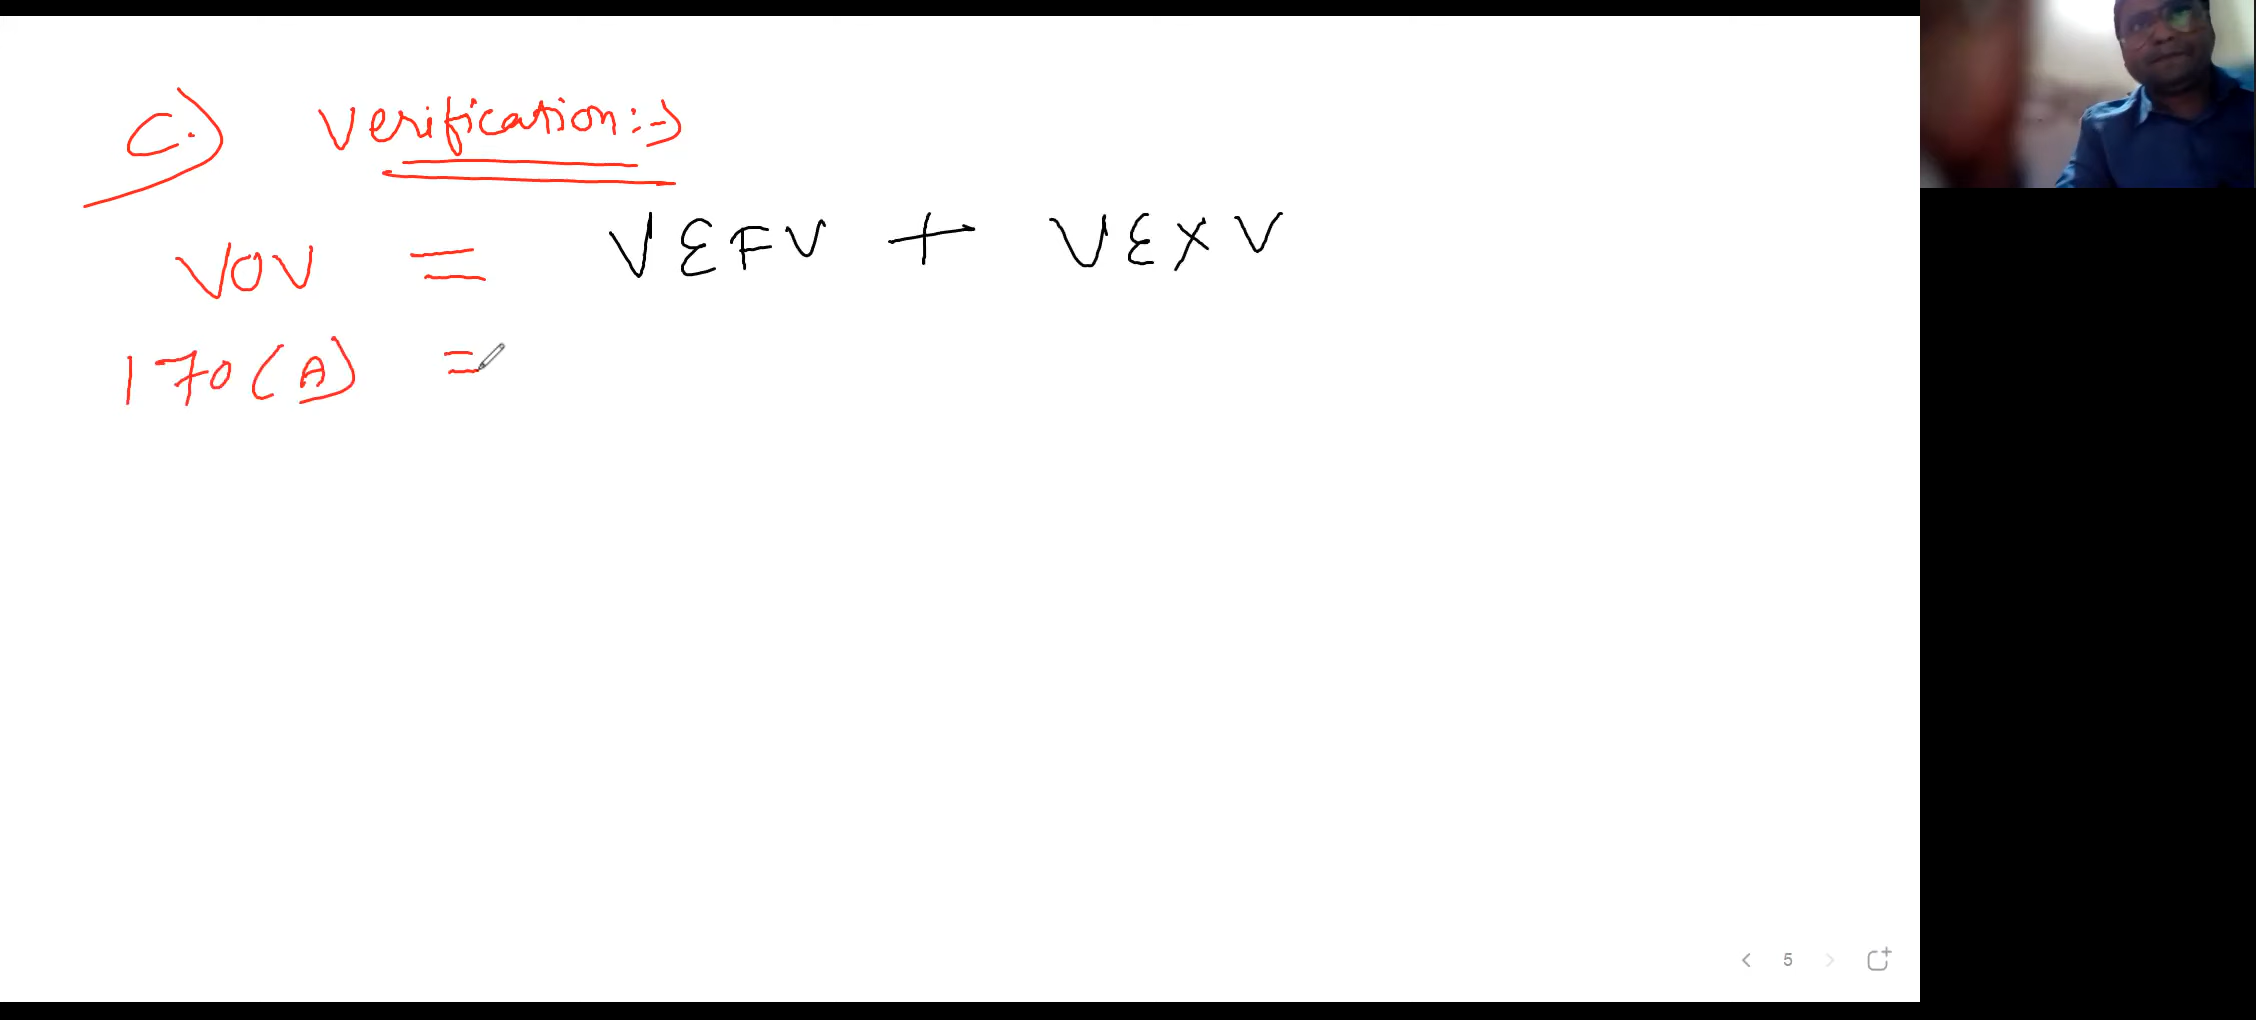 C.) Verification :->
VOV = VEFV + VEXV
170(A) =
5